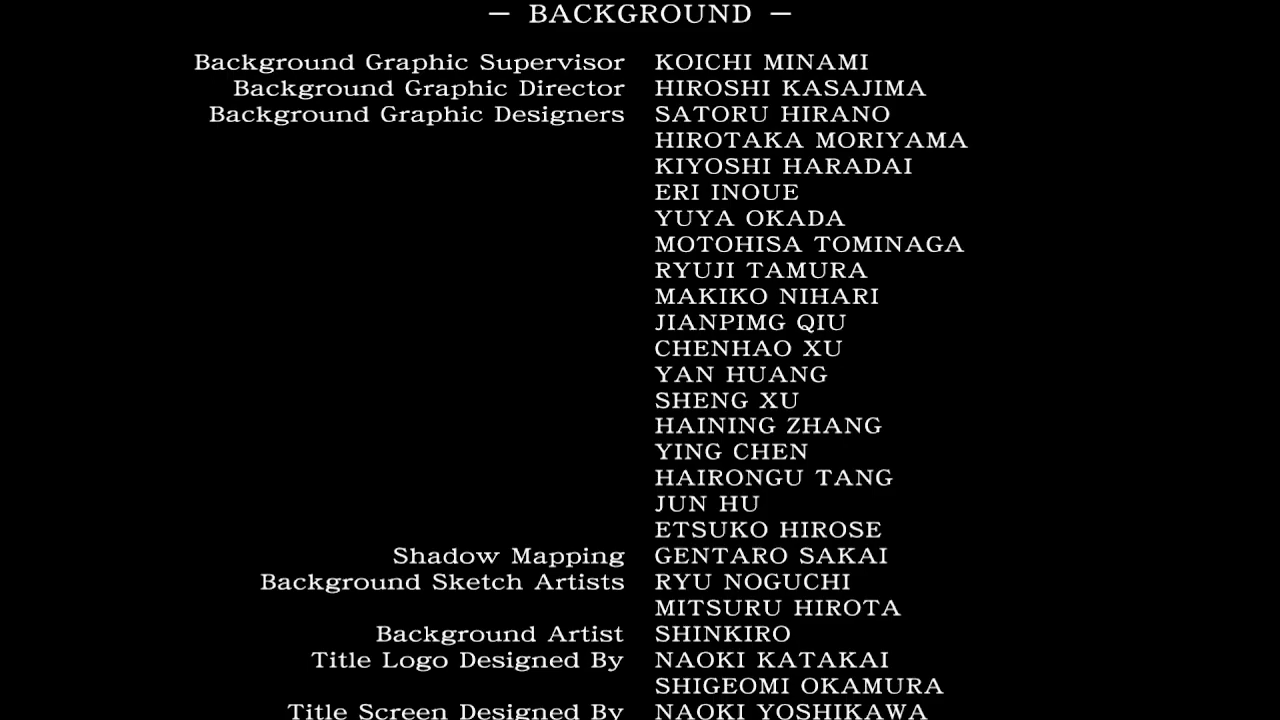 — BACKGROUND —
Background Graphic Supervisor KOICHI MINAMI
Background Graphic Director HIROSHI KASAJIMA
Background Graphic Designers SATORU HIRANO
HIROTAKA MORIYAMA
KIYOSHI HARADAI
ERI INOUE
YUYA OKADA
MOTOHISA TOMINAGA
RYUJI TAMURA
MAKIKO NIHARI
JIANPIMG QIU
CHENHAO XU
YAN HUANG
SHENG XU
HAINING ZHANG
YING CHEN
HAIRONGU TANG
JUN HU
ETSUKO HIROSE
Shadow Mapping GENTARO SAKAI
Background Sketch Artists RYU NOGUCHI
MITSURU HIROTA
Background Artist SHINKIRO
Title Logo Designed By NAOKI KATAKAI
SHIGEOMI OKAMURA
Title Screen Designed By NAOKI YOSHIKAWA